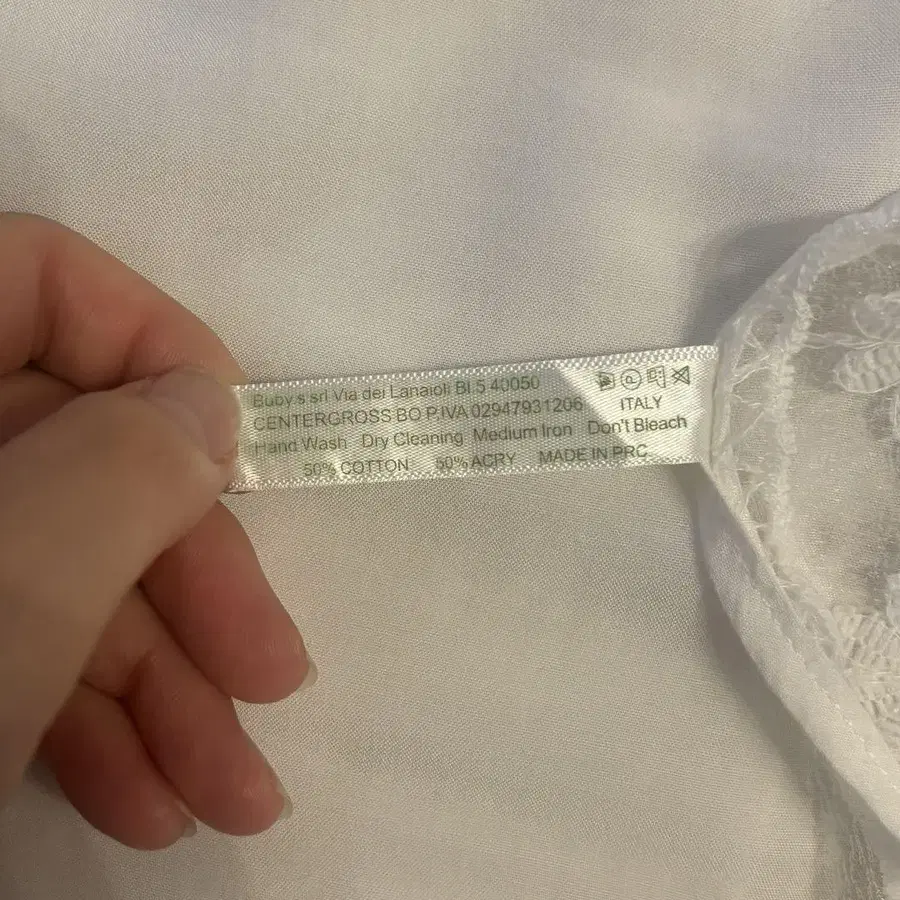 Buby.s srl Via dei Lanaioli Bl 5 40050
CENTERGROSS BO P.IVA 02947931206 ITALY
Hand Wash Dry Cleaning Medium Iron Don't Bleach
50% COTTON 50% ACRY MADE IN PRC